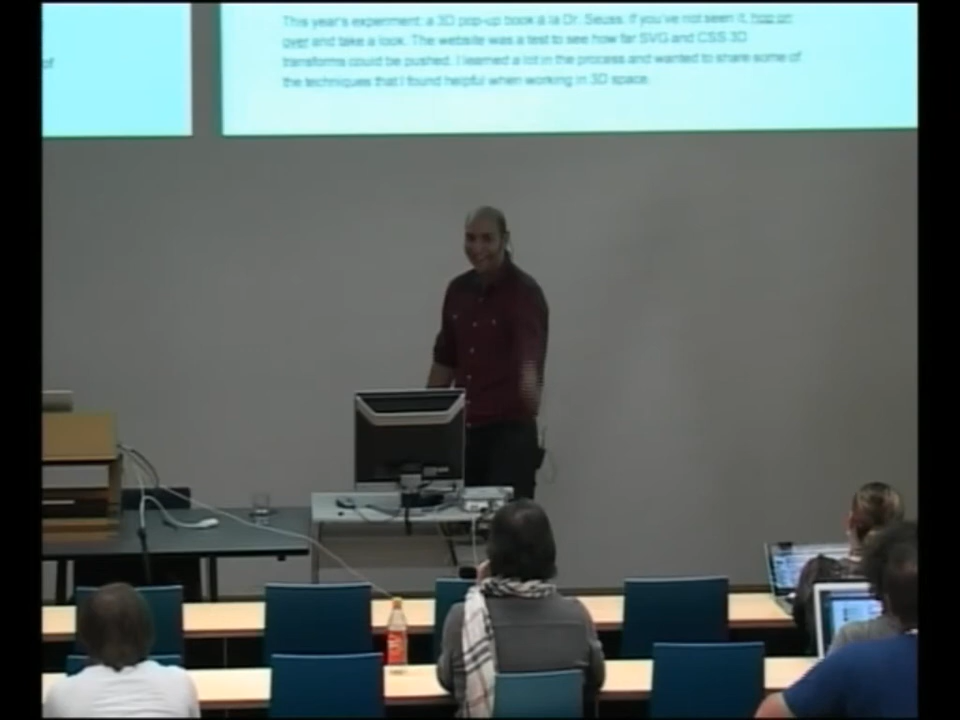 of
This year's experiment: a 3D pop-up book à la Dr. Seuss. If you've not seen it, hop on
over and take a look. The website was a test to see how far SVG and CSS 3D
transforms could be pushed. I learned a lot in the process and wanted to share some of
the techniques that I found helpful when working in 3D space.